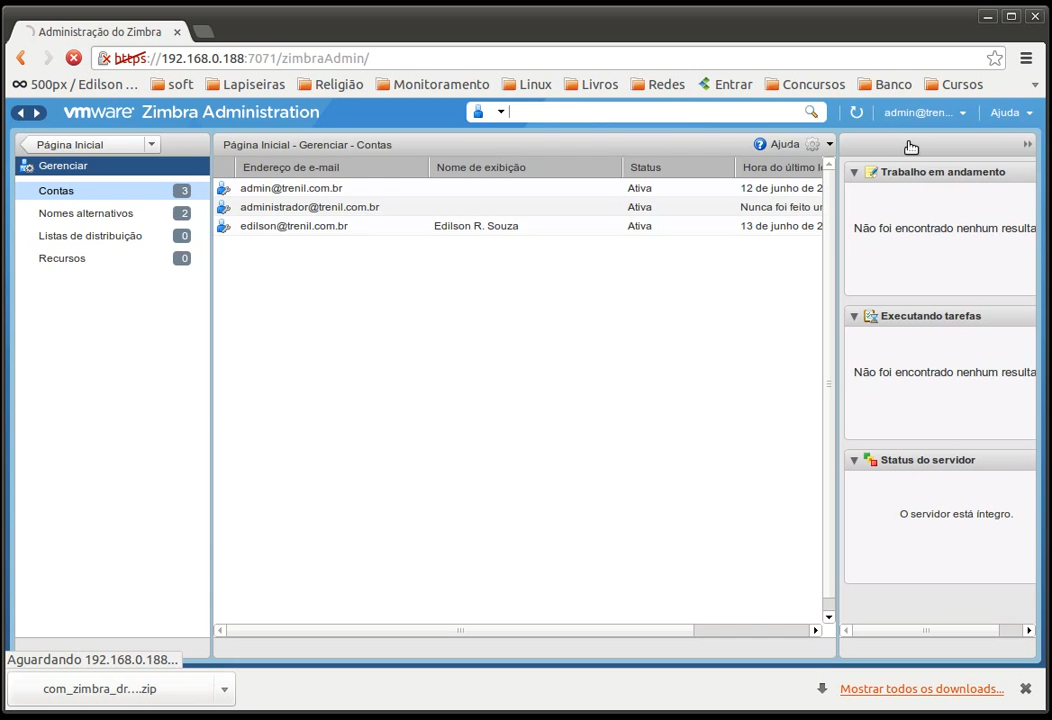 Administração do Zimbra
https://192.168.0.188:7071/zimbraAdmin/
500px / Edilson ... soft Lapiseiras Religião Monitoramento Linux Livros Redes Entrar Concursos Banco Cursos
vmware Zimbra Administration admin@tren... Ajuda
Página Inicial
Gerenciar
Contas 3
Nomes alternativos 2
Listas de distribuição 0
Recursos 0
Página Inicial - Gerenciar - Contas Ajuda
Endereço de e-mail Nome de exibição Status Hora do último lo
admin@trenil.com.br Ativa 12 de junho de 2
administrador@trenil.com.br Ativa Nunca foi feito um
edilson@trenil.com.br Edilson R. Souza Ativa 13 de junho de 2
Trabalho em andamento
Não foi encontrado nenhum resulta
Executando tarefas
Não foi encontrado nenhum resulta
Status do servidor
O servidor está íntegro.
Aguardando 192.168.0.188...
com_zimbra_dr....zip
Mostrar todos os downloads...